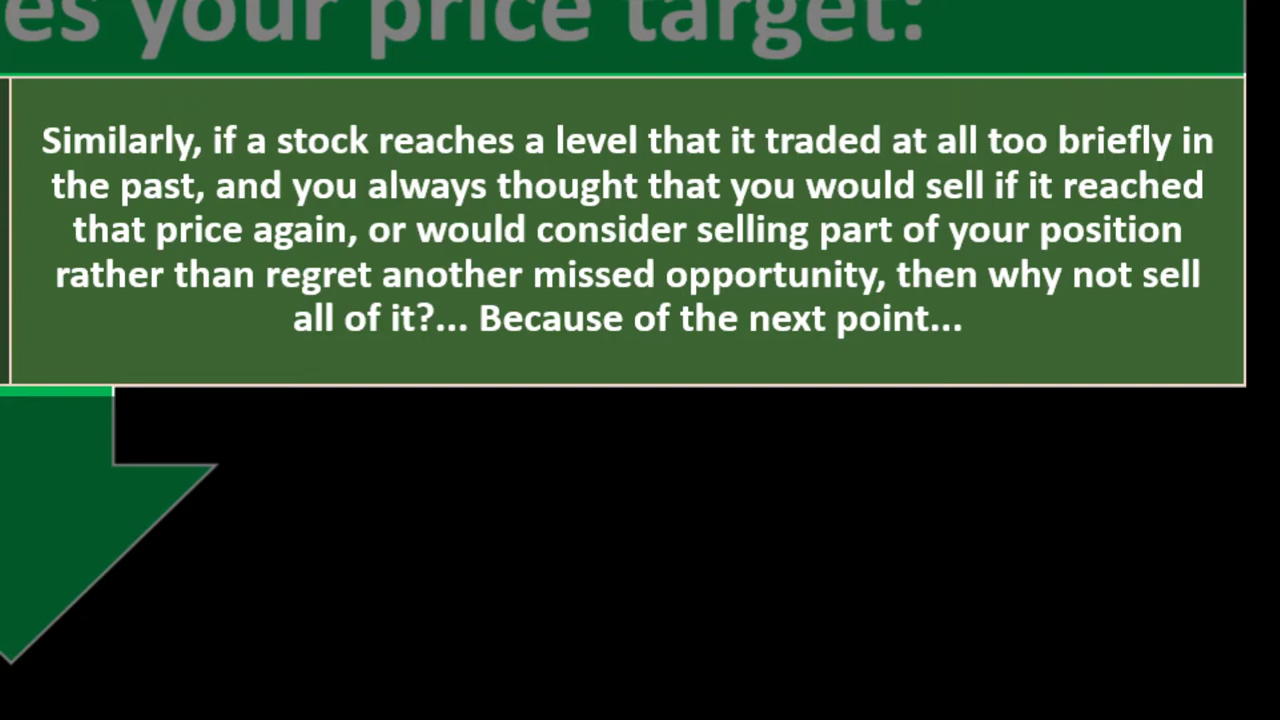 es your price target:
Similarly, if a stock reaches a level that it traded at all too briefly in
the past, and you always thought that you would sell if it reached
that price again, or would consider selling part of your position
rather than regret another missed opportunity, then why not sell
all of it?... Because of the next point...